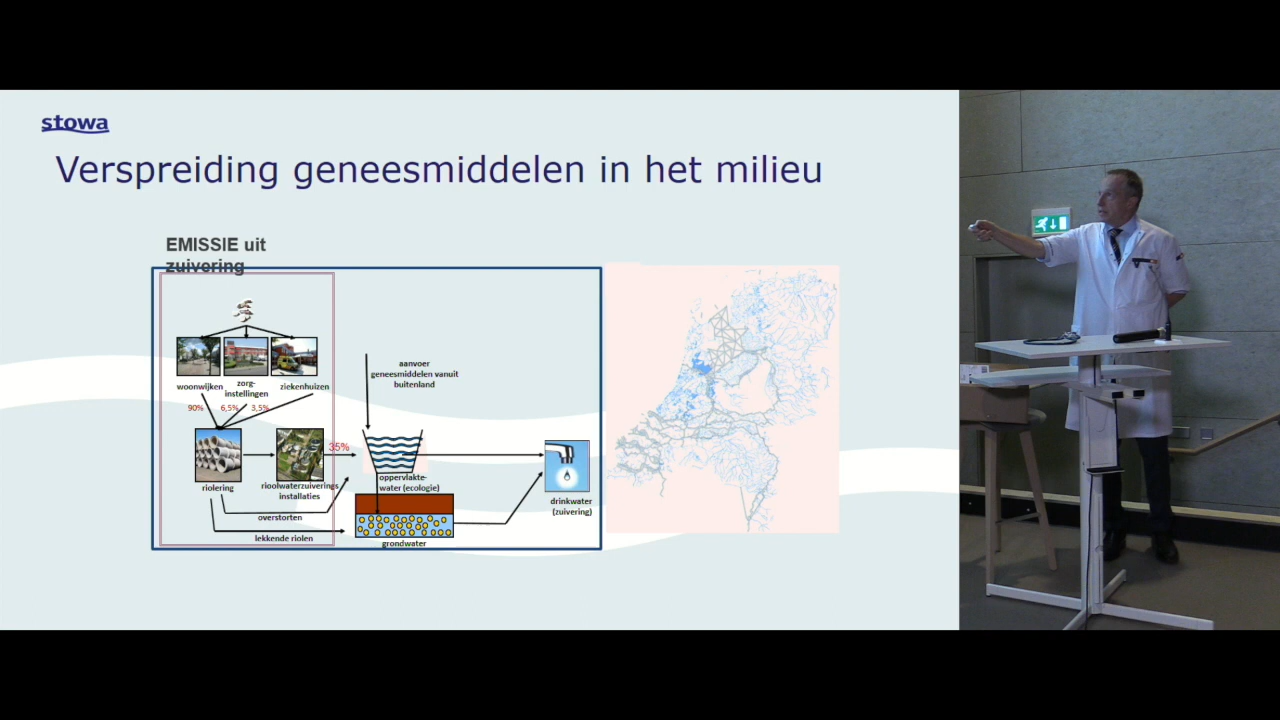 stowa
Verspreiding geneesmiddelen in het milieu
EMISSIE uit
zuivering
woonwijken
zorg-
instellingen
ziekenhuizen
90%
6,5%
3,5%
aanvoer
geneesmiddelen vanuit
buitenland
35%
riolering
rioolwaterzuiverings
installaties
oppervlakte-
water (ecologie)
drinkwater
(zuivering)
overstorten
lekkende riolen
grondwater